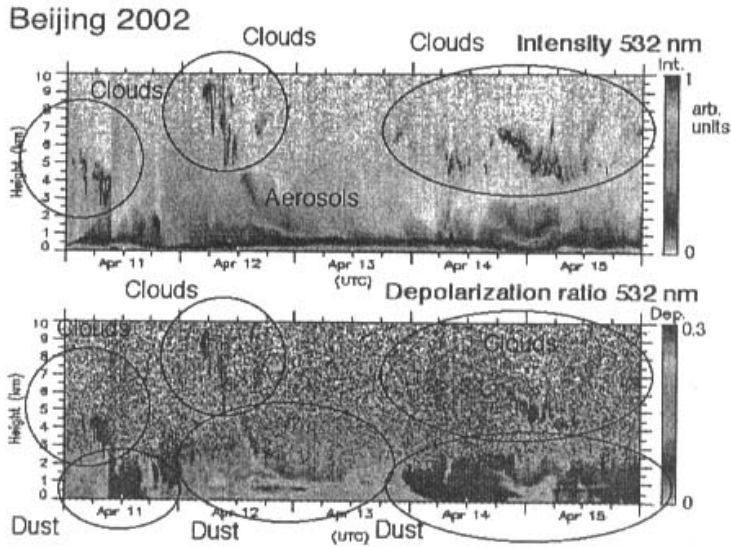 Beijing 2002
Clouds Clouds Intensity 532 nm
Int.
10
9
8
7
6
5
4
3
2
1
0
Height (km)
Clouds
Aerosols
1
arb.
units
0
Apr 11 Apr 12 Apr 13 Apr 14 Apr 15
(UTC)
Clouds Depolarization ratio 532 nm
Dep.
10
9
8
7
6
5
4
3
2
1
0
Height (km)
Clouds
Clouds
0.3
0
Apr 11 Apr 12 Apr 13 Apr 14 Apr 15
(UTC)
Dust Dust Dust